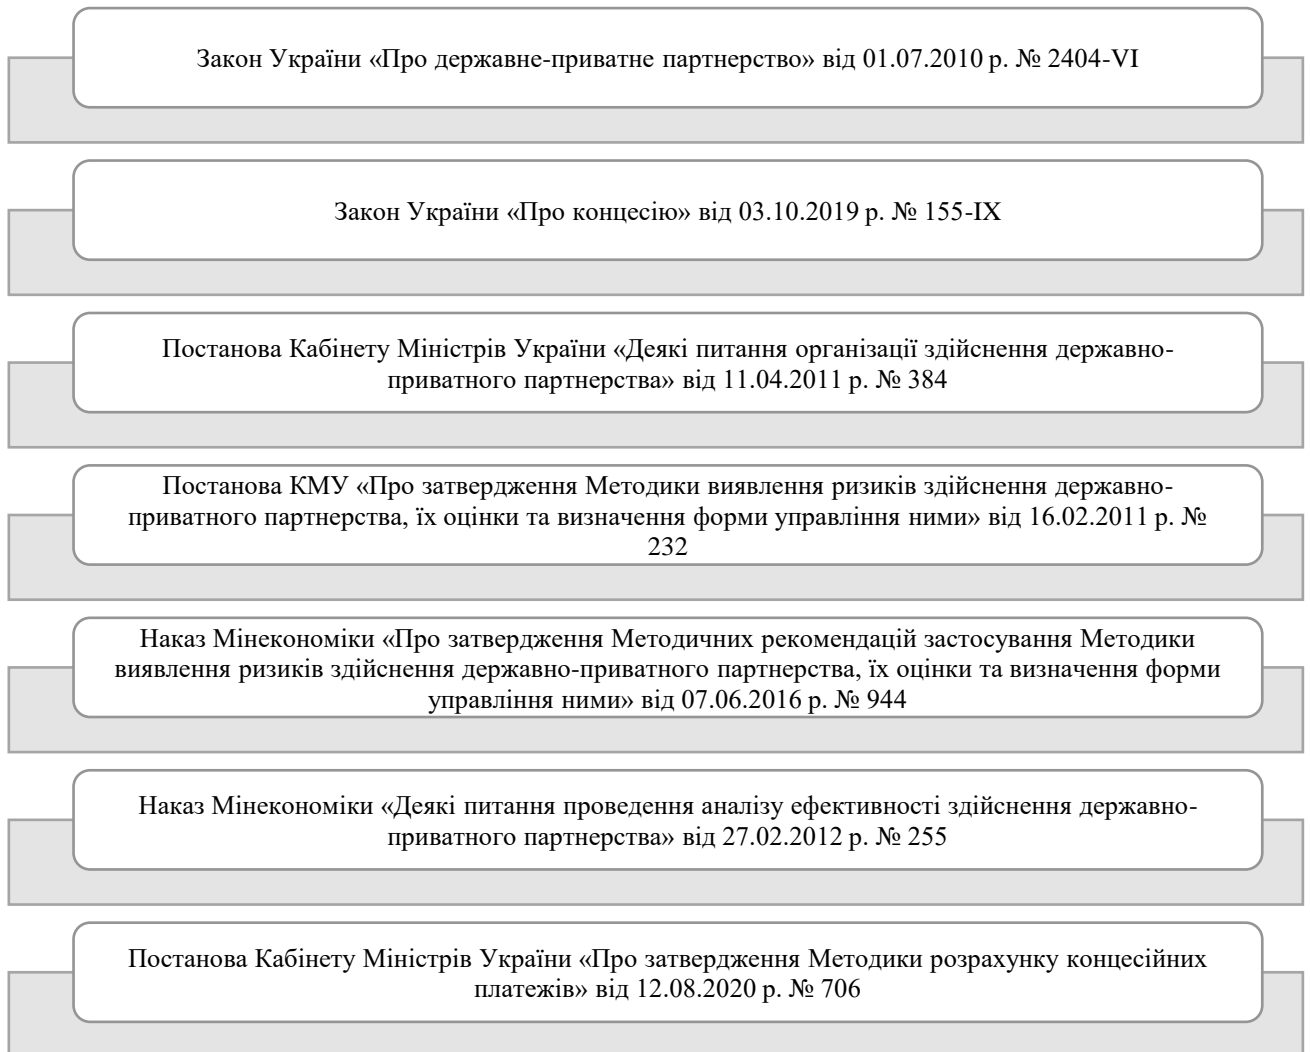 Закон України «Про державне-приватне партнерство» від 01.07.2010 р. № 2404-VI
Закон України «Про концесію» від 03.10.2019 р. № 155-IX
Постанова Кабінету Міністрів України «Деякі питання організації здійснення державно-
приватного партнерства» від 11.04.2011 р. № 384
Постанова КМУ «Про затвердження Методики виявлення ризиків здійснення державно-
приватного партнерства, їх оцінки та визначення форми управління ними» від 16.02.2011 р. №
232
Наказ Мінекономіки «Про затвердження Методичних рекомендацій застосування Методики
виявлення ризиків здійснення державно-приватного партнерства, їх оцінки та визначення форми
управління ними» від 07.06.2016 р. № 944
Наказ Мінекономіки «Деякі питання проведення аналізу ефективності здійснення державно-
приватного партнерства» від 27.02.2012 р. № 255
Постанова Кабінету Міністрів України «Про затвердження Методики розрахунку концесійних
платежів» від 12.08.2020 р. № 706